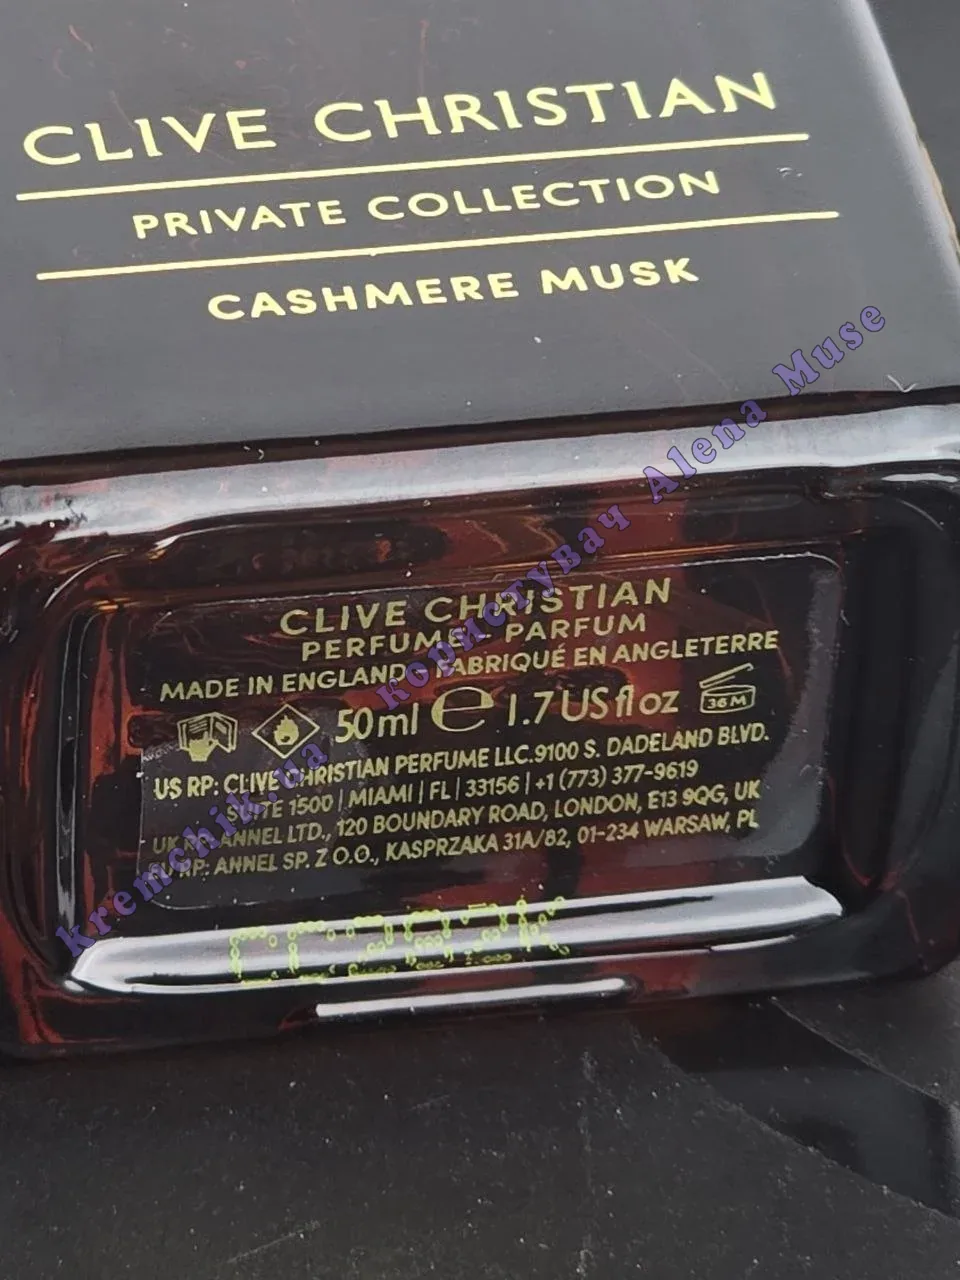 CLIVE CHRISTIAN
PRIVATE COLLECTION
CASHMERE MUSK
CLIVE CHRISTIAN
PERFUME - PARFUM
MADE IN ENGLAND - FABRIQUÉ EN ANGLETERRE
50ml e 1.7 US fl oz 36M
US RP: CLIVE CHRISTIAN PERFUME LLC.9100 S. DADELAND BLVD.
SUITE 1500 | MIAMI | FL | 33156 | +1 (773) 377-9619
UK RP: ANNEL LTD., 120 BOUNDARY ROAD, LONDON, E13 9QG, UK
EU RP: ANNEL SP. Z O.O., KASPRZAKA 31A/82, 01-234 WARSAW, PL
kremchik.ua користувач Alena Muse